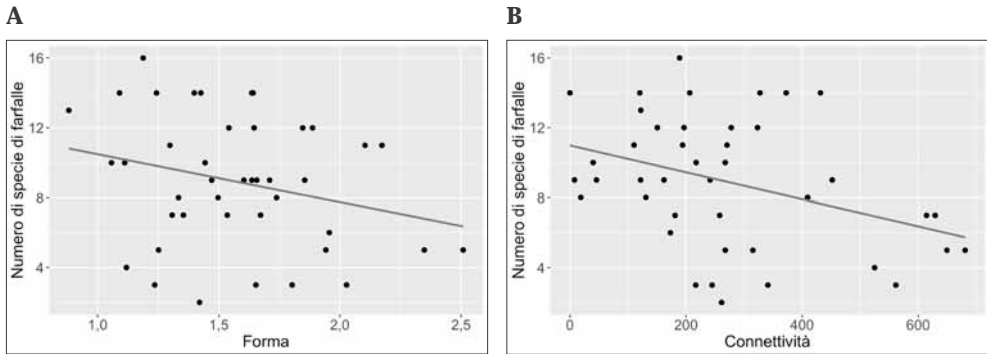 A
B
Numero di specie di farfalle
16
12
8
4
1,0
1,5
2,0
2,5
Forma
Numero di specie di farfalle
16
12
8
4
0
200
400
600
Connettività